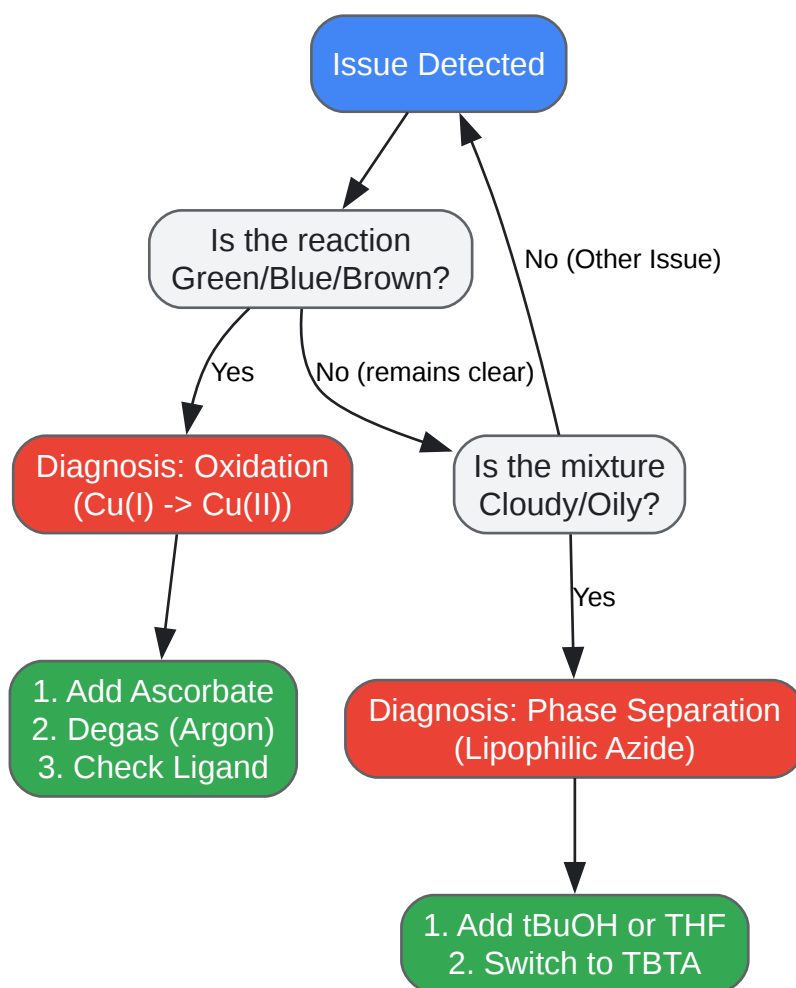 Issue Detected
Is the reaction
Green/Blue/Brown?
No (Other Issue)
Yes
No (remains clear)
Diagnosis: Oxidation
(Cu(I) -> Cu(II))
Is the mixture
Cloudy/Oily?
Yes
1. Add Ascorbate
2. Degas (Argon)
3. Check Ligand
Diagnosis: Phase Separation
(Lipophilic Azide)
1. Add tBuOH or THF
2. Switch to TBTA